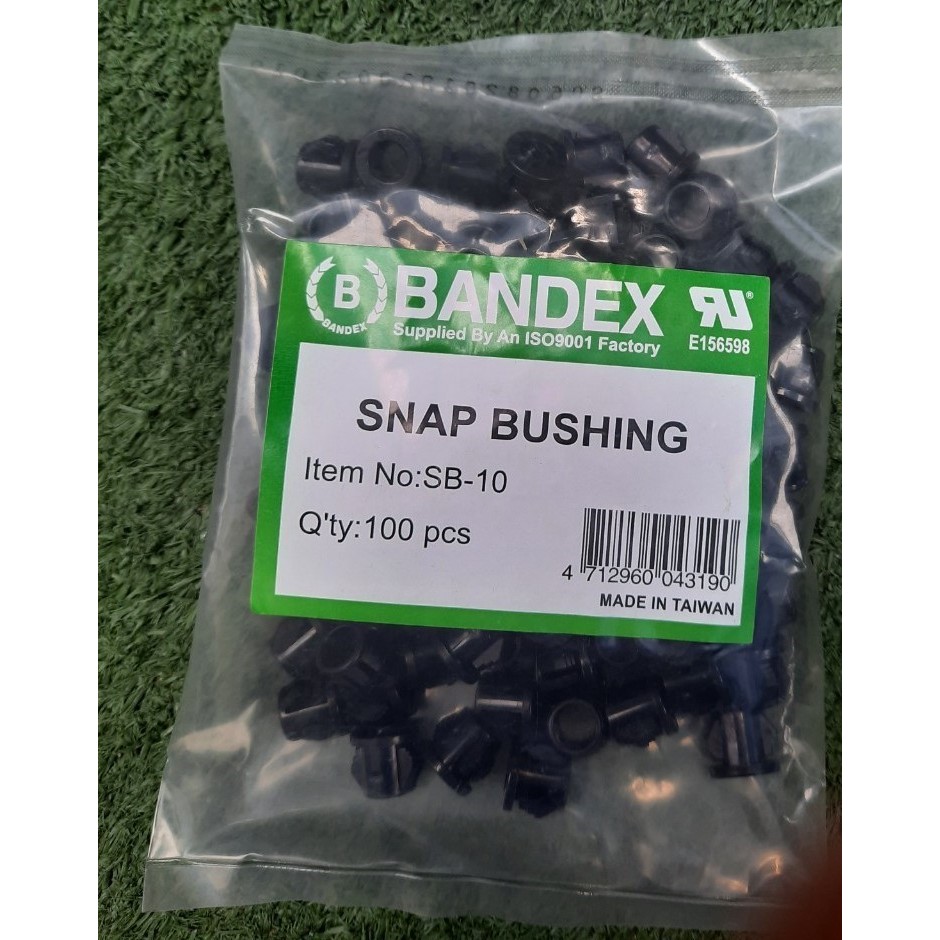 B
BANDEX
BANDEX
Supplied By An ISO9001 Factory
RU®
E156598
SNAP BUSHING
Item No:SB-10
Q'ty:100 pcs
4 712960 043190
MADE IN TAIWAN